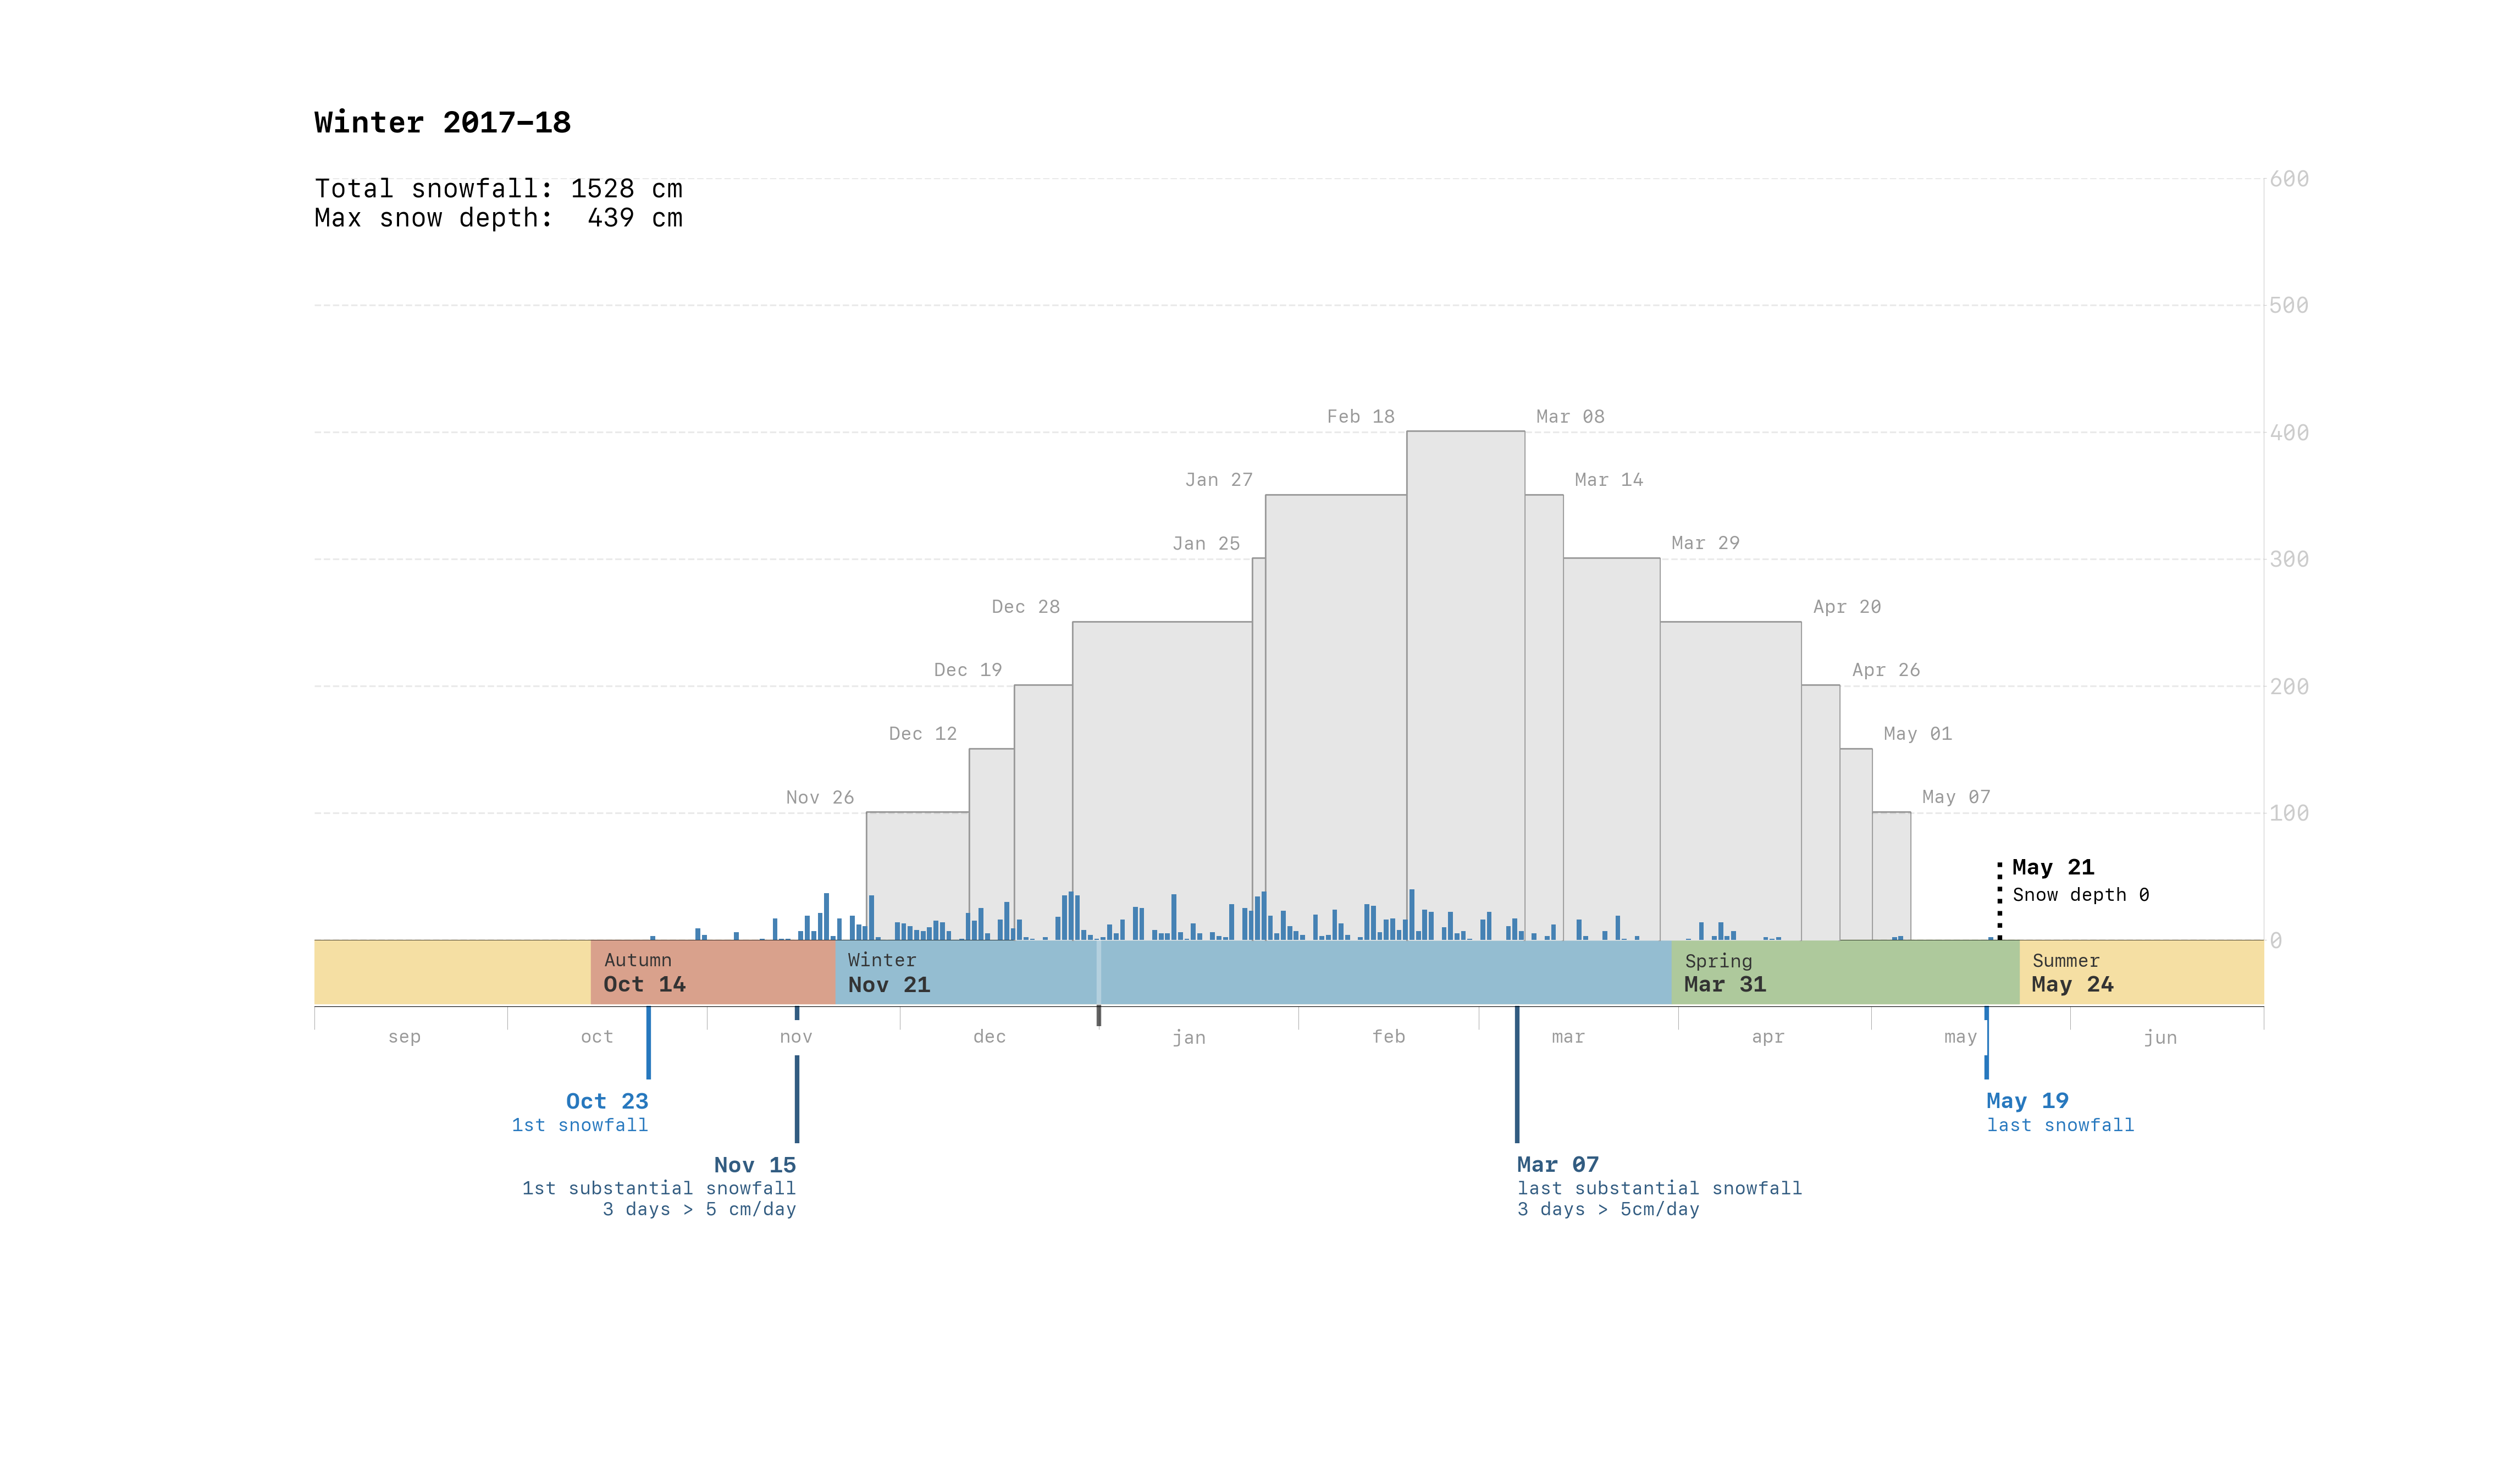 Winter 2017–18
Total snowfall: 1528 cm
Max snow depth:  439 cm
600
500
400
300
200
100
0
Feb 18
Mar 08
Jan 27
Mar 14
Jan 25
Mar 29
Dec 28
Apr 20
Dec 19
Apr 26
Dec 12
May 01
Nov 26
May 07
May 21
Snow depth 0
Autumn
Oct 14
Winter
Nov 21
Spring
Mar 31
Summer
May 24
sep
oct
nov
dec
jan
feb
mar
apr
may
jun
Oct 23
1st snowfall
Nov 15
1st substantial snowfall
3 days > 5 cm/day
Mar 07
last substantial snowfall
3 days > 5cm/day
May 19
last snowfall